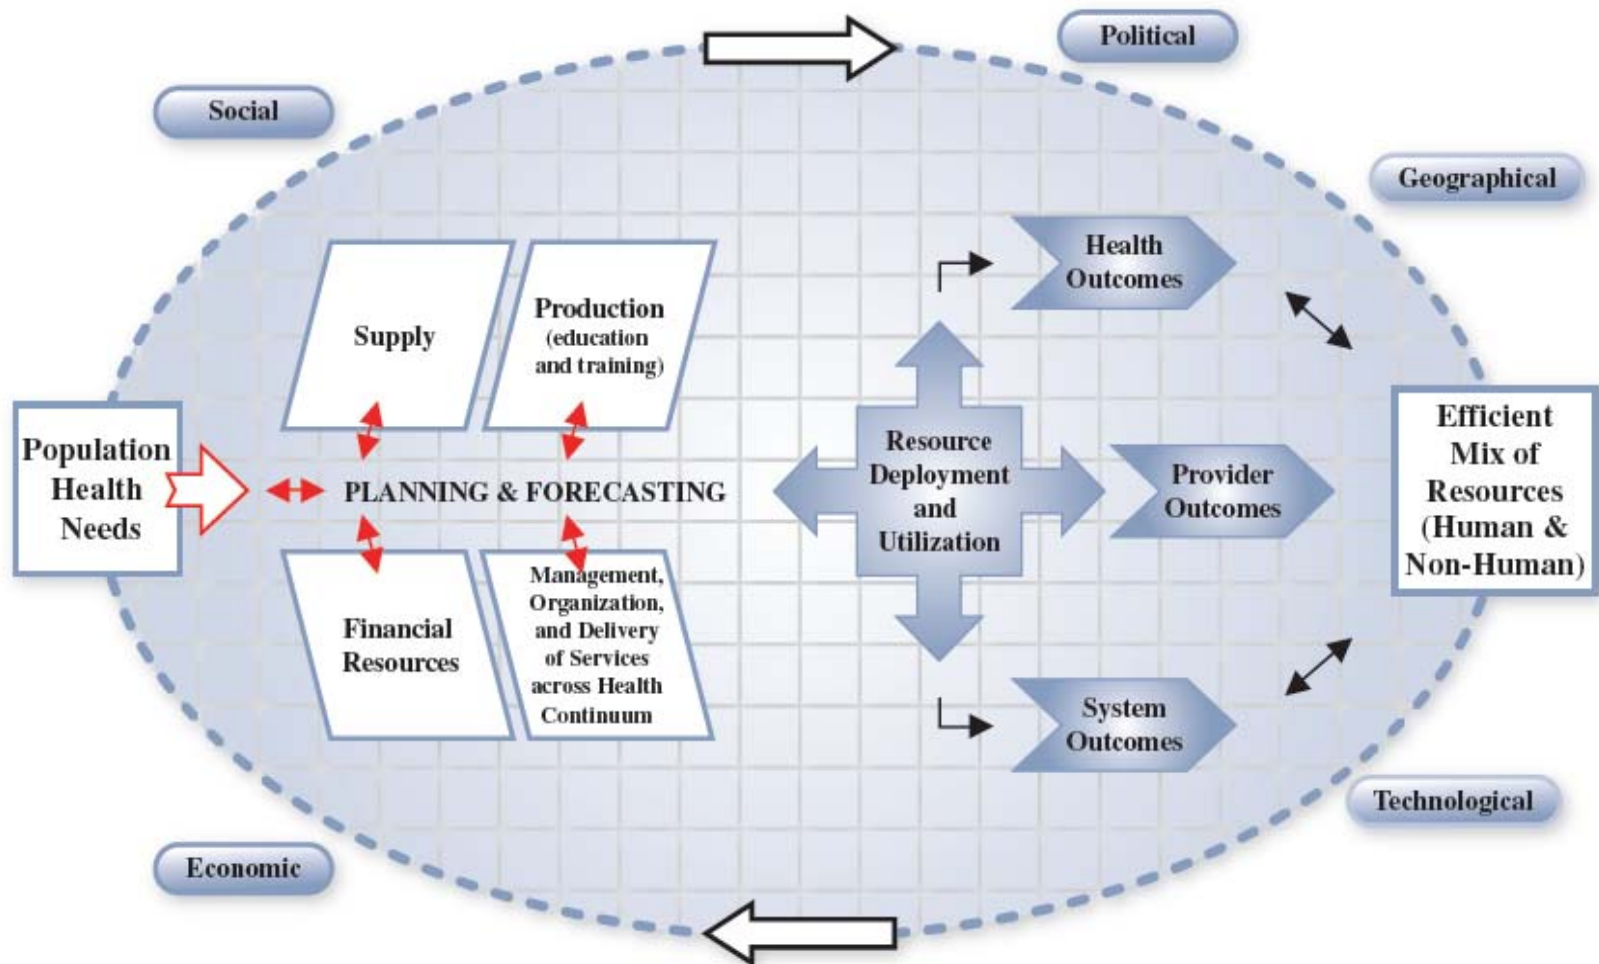 Political
Social
Geographical
Health
Outcomes
Supply
Production
(education
and training)
Population
Health
Needs
PLANNING & FORECASTING
Resource
Deployment
and
Utilization
Provider
Outcomes
Efficient
Mix of
Resources
(Human &
Non-Human)
Financial
Resources
Management,
Organization,
and Delivery
of Services
across Health
Continuum
System
Outcomes
Technological
Economic